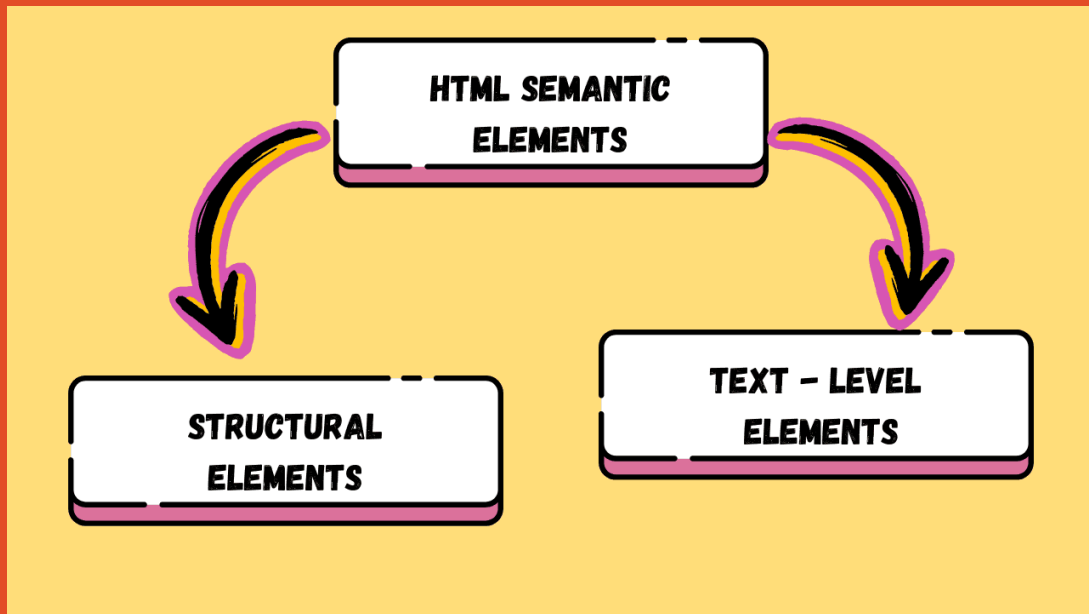 HTML SEMANTIC
ELEMENTS
STRUCTURAL
ELEMENTS
TEXT - LEVEL
ELEMENTS